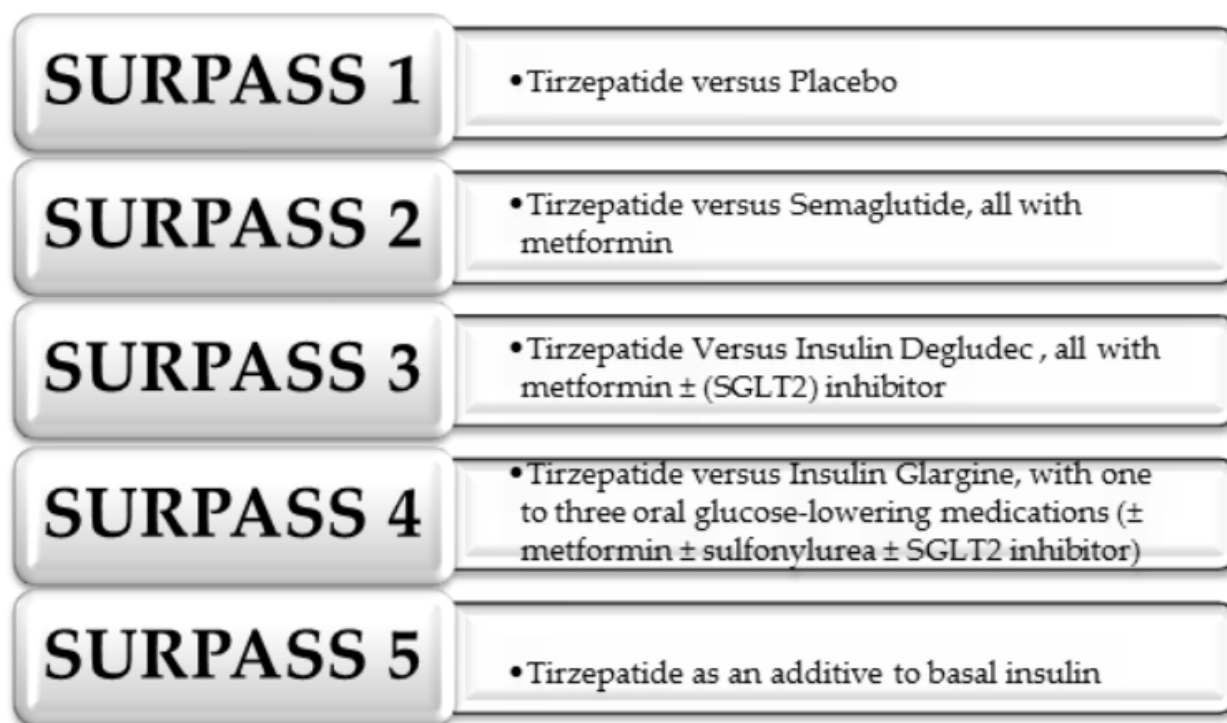 SURPASS 1
•Tirzepatide versus Placebo
SURPASS 2
•Tirzepatide versus Semaglutide, all with
metformin
SURPASS 3
•Tirzepatide Versus Insulin Degludec , all with
metformin ± (SGLT2) inhibitor
SURPASS 4
•Tirzepatide versus Insulin Glargine, with one
to three oral glucose-lowering medications (±
metformin ± sulfonylurea ± SGLT2 inhibitor)
SURPASS 5
•Tirzepatide as an additive to basal insulin